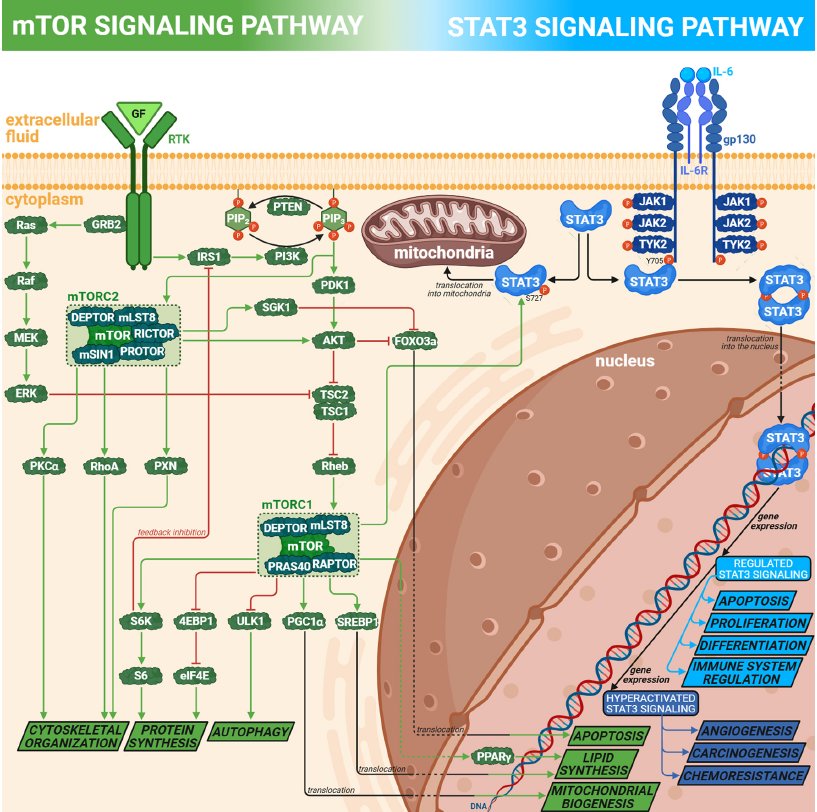 mTOR SIGNALING PATHWAY
STAT3 SIGNALING PATHWAY
extracellular
fluid
GF
RTK
IL-6
gp130
IL-6R
cytoplasm
Ras
GRB2
PIP2
P
P
PTEN
PIP3
P
P
P
IRS1
PI3K
mitochondria
translocation
into mitochondria
STAT3
STAT3
P
S727
P
JAK1
P
JAK2
P
TYK2
Y705
P
STAT3
JAK1
P
JAK2
P
TYK2
P
P
STAT3
P
P
STAT3
translocation
into the nucleus
Raf
MEK
ERK
mTORC2
DEPTOR
mLST8
mTOR
RICTOR
mSIN1
PROTOR
SGK1
PDK1
AKT
FOXO3a
TSC2
TSC1
Rheb
PKCα
RhoA
PXN
nucleus
STAT3
P
P
STAT3
gene
expression
mTORC1
DEPTOR
mLST8
mTOR
PRAS40
RAPTOR
feedback inhibition
S6K
4EBP1
ULK1
PGC1α
SREBP1
S6
eIF4E
CYTOSKELETAL
ORGANIZATION
PROTEIN
SYNTHESIS
AUTOPHAGY
REGULATED
STAT3 SIGNALING
APOPTOSIS
PROLIFERATION
DIFFERENTIATION
IMMUNE SYSTEM
REGULATION
gene
expression
HYPERACTIVATED
STAT3 SIGNALING
ANGIOGENESIS
CARCINOGENESIS
CHEMORESISTANCE
translocation
APOPTOSIS
PPARγ
translocation
LIPID
SYNTHESIS
translocation
MITOCHONDRIAL
BIOGENESIS
DNA